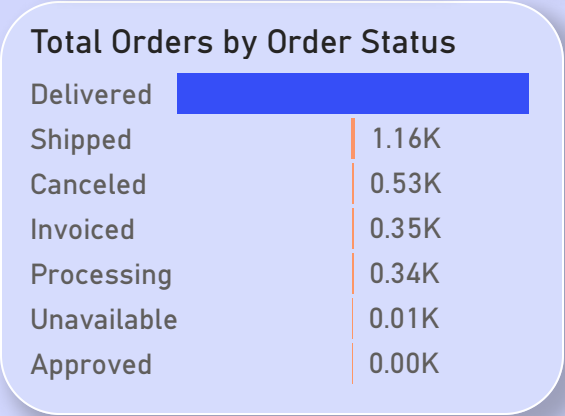 Total Orders by Order Status
Delivered
Shipped 1.16K
Canceled 0.53K
Invoiced 0.35K
Processing 0.34K
Unavailable 0.01K
Approved 0.00K